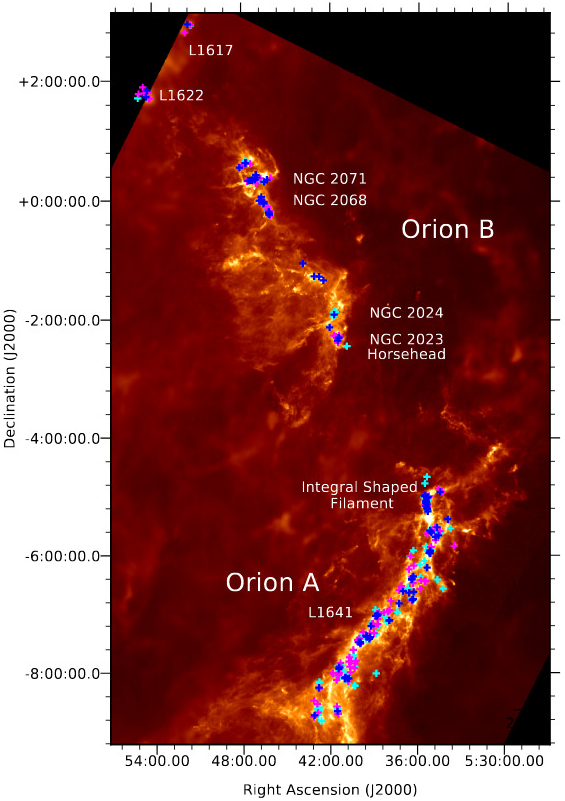 L1617
+2:00:00.0
L1622
NGC 2071
+0:00:00.0
NGC 2068
Orion B
-2:00:00.0
NGC 2024
NGC 2023
Horsehead
Declination (J2000)
-4:00:00.0
Integral Shaped
Filament
-6:00:00.0
Orion A
L1641
-8:00:00.0
54:00.00
48:00.00
42:00.00
36:00.00
5:30:00.00
Right Ascension (J2000)